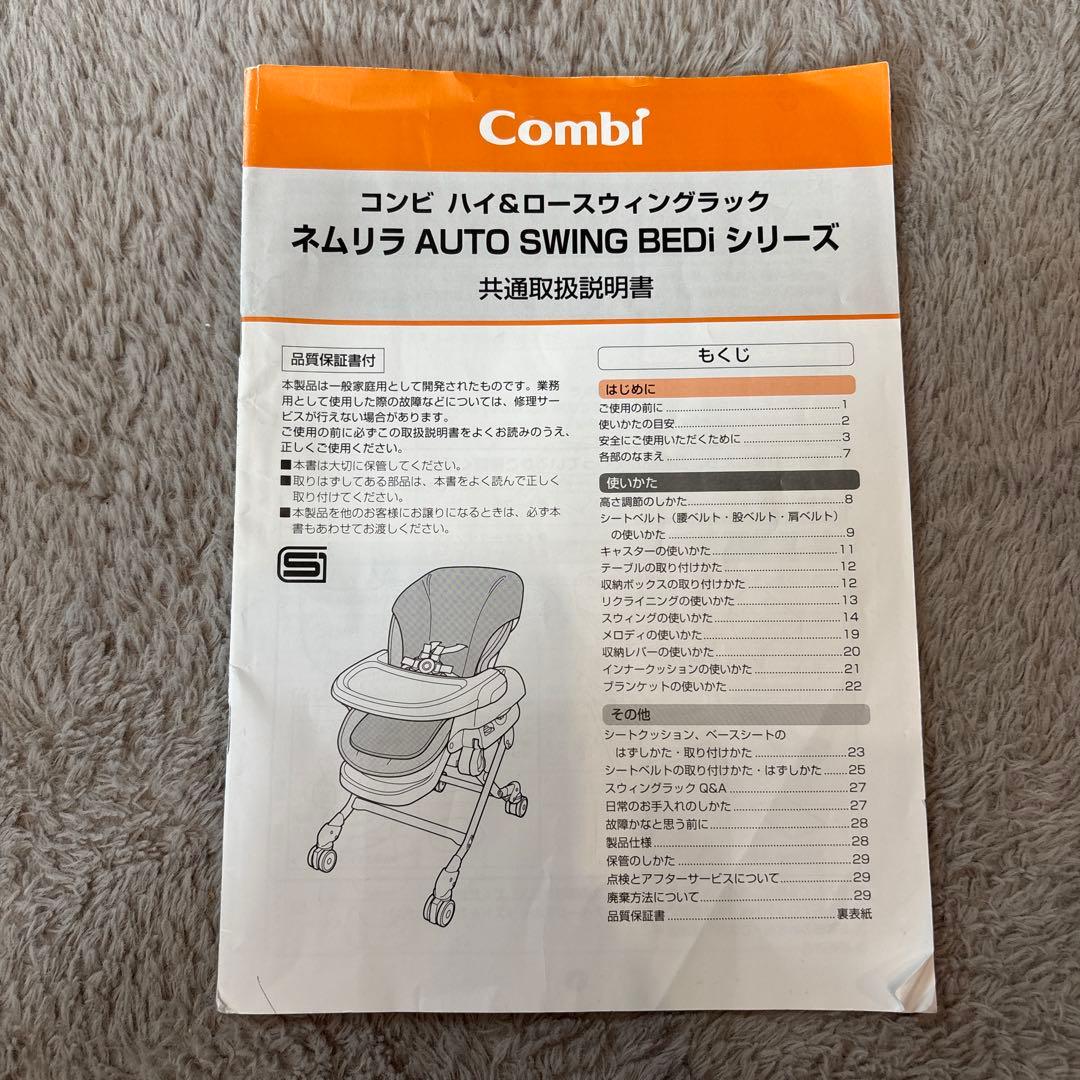 Combi
コンビ ハイ&ロースウィングラック
ネムリラ AUTO SWING BEDi シリーズ
共通取扱説明書
品質保証書付
本製品は一般家庭用として開発されたものです。業務
用として使用した際の故障などについては、修理サー
ビスが行えない場合があります。
ご使用の前に必ずこの取扱説明書をよくお読みのうえ、
正しくご使用ください。
■本書は大切に保管してください。
■取りはずしてある部品は、本書をよく読んで正しく
取り付けてください。
■本製品を他のお客様にお譲りになるときは、必ず本
書もあわせてお渡しください。
SG
もくじ
はじめに
ご使用の前に 1
使いかたの目安 2
安全にご使用いただくために 3
各部のなまえ 7
使いかた
高さ調節のしかた 8
シートベルト(腰ベルト・股ベルト・肩ベルト)
の使いかた 9
キャスターの使いかた 11
テーブルの取り付けかた 12
収納ボックスの取り付けかた 12
リクライニングの使いかた 13
スウィングの使いかた 14
メロディの使いかた 19
収納レバーの使いかた 20
インナークッションの使いかた 21
ブランケットの使いかた 22
その他
シートクッション、ベースシートの
はずしかた・取り付けかた 23
シートベルトの取り付けかた・はずしかた 25
スウィングラック Q&A 27
日常のお手入れのしかた 27
故障かなと思う前に 28
製品仕様 28
保管のしかた 29
点検とアフターサービスについて 29
廃棄方法について 29
品質保証書 裏表紙